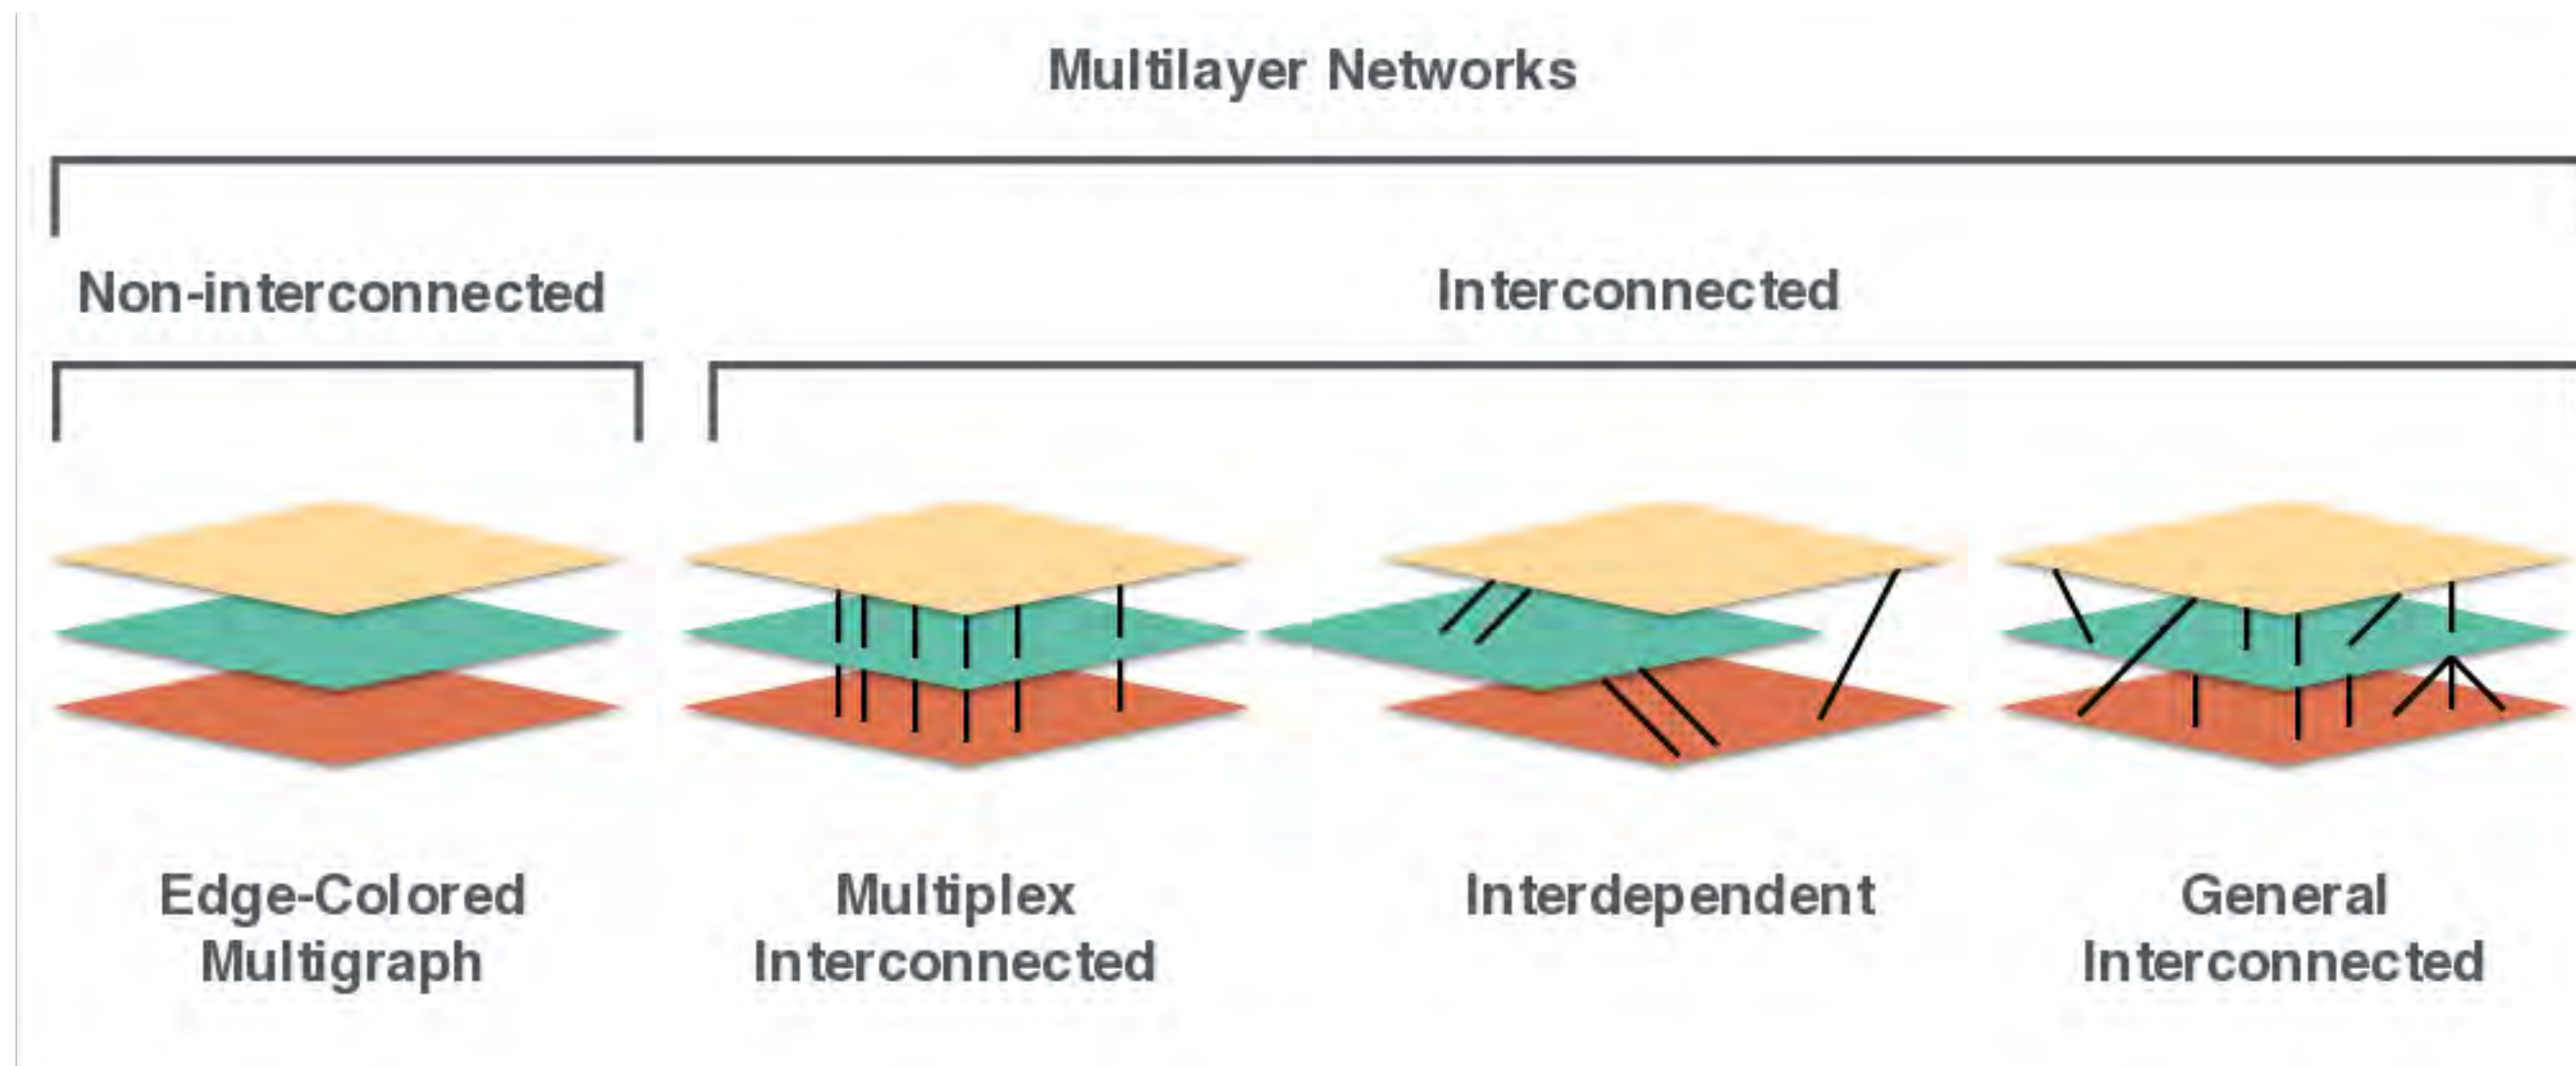 Multilayer Networks
Non-interconnected
Interconnected
Edge-Colored
Multigraph
Multiplex
Interconnected
Interdependent
General
Interconnected